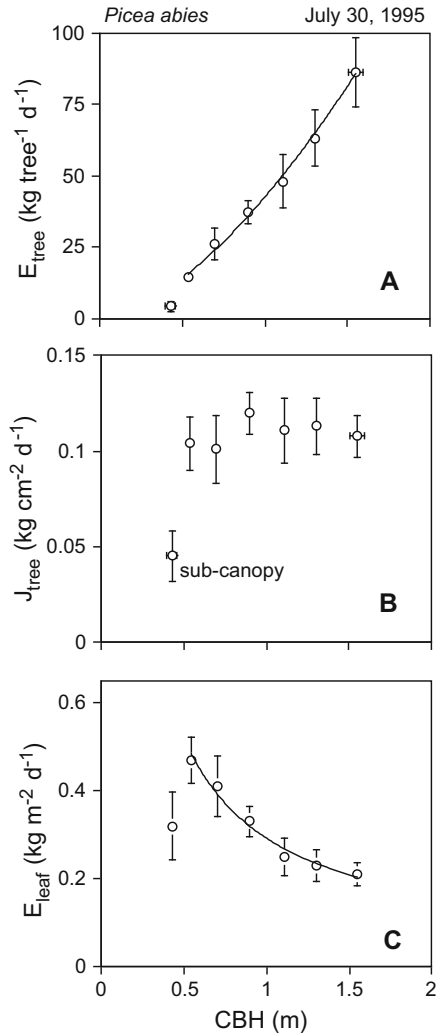 Picea abies July 30, 1995
100
75
50
25
0
E_tree (kg tree⁻¹ d⁻¹)
A
0.15
0.1
0.05
0
J_tree (kg cm⁻² d⁻¹)
sub-canopy
B
0.6
0.4
0.2
0
E_leaf (kg m⁻² d⁻¹)
C
0 0.5 1 1.5 2
CBH (m)